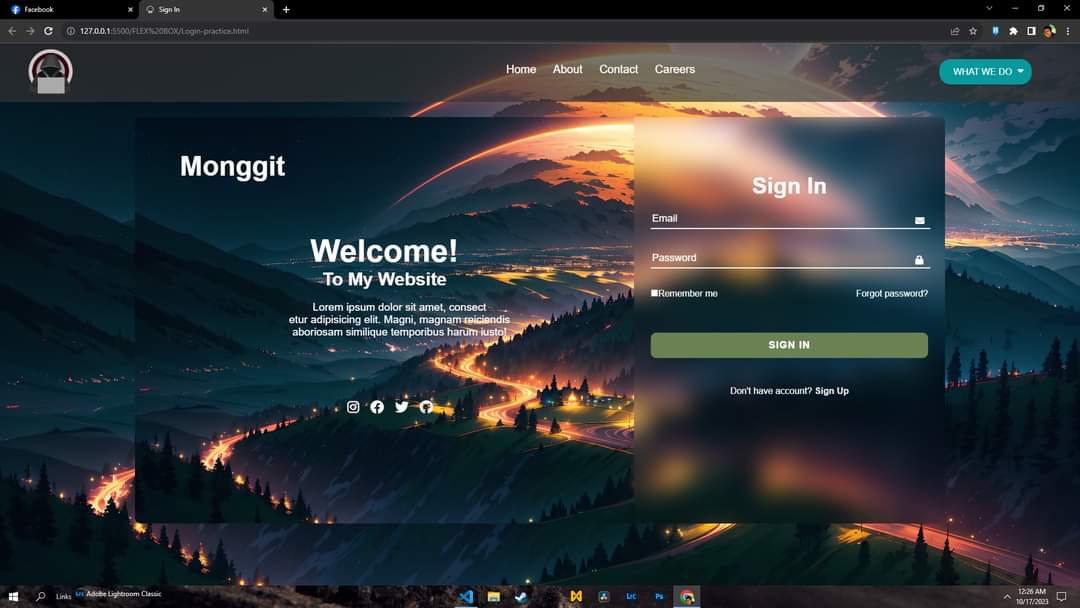 Facebook
Sign In
127.0.0.1:5500/FLEX%20BOX/Login-practice.html
Home About Contact Careers
WHAT WE DO
Monggit
Welcome!
To My Website
Lorem ipsum dolor sit amet, consect
etur adipisicing elit. Magni, magnam reiciendis
aboriosam similique temporibus harum iusto!
Sign In
Email
Password
Remember me
Forgot password?
SIGN IN
Don't have account? Sign Up
Links
LrC Adobe Lightroom Classic
LrC
Ps
12:26 AM
10/17/2023